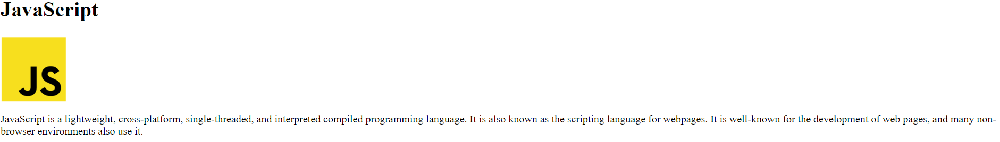 JavaScript
JS
JavaScript is a lightweight, cross-platform, single-threaded, and interpreted compiled programming language. It is also known as the scripting language for webpages. It is well-known for the development of web pages, and many non-
browser environments also use it.